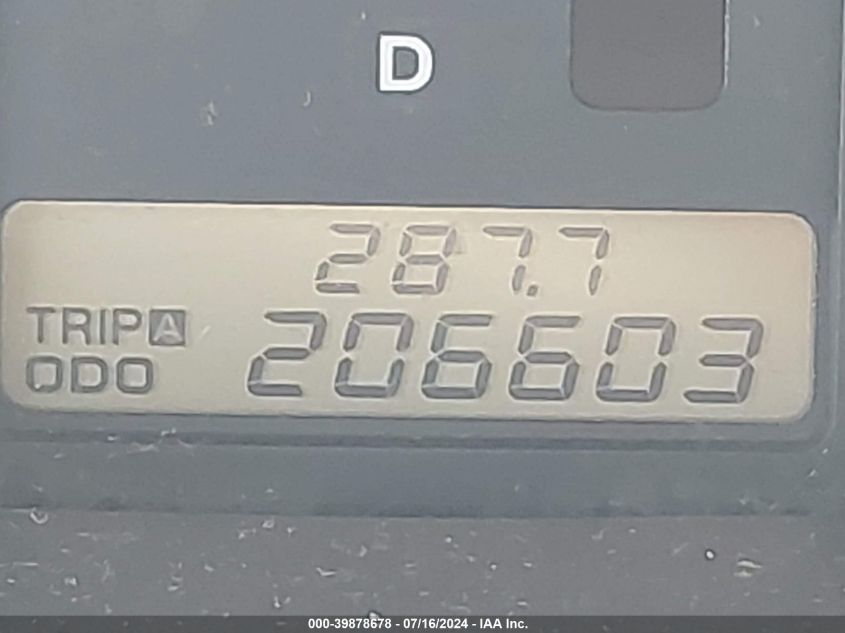 D
287.7
TRIP A
ODO 206603
000-39878678 - 07/16/2024 - IAA Inc.